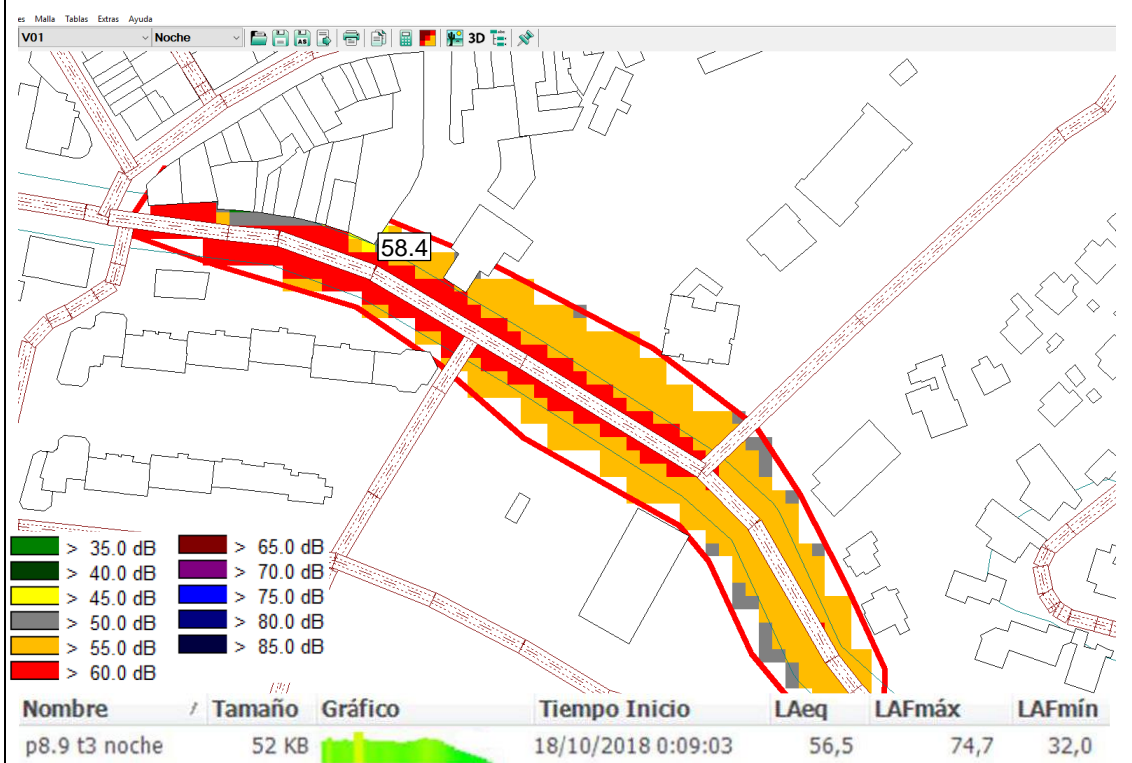 es Malla Tablas Extras Ayuda
V01 Noche AS 3D
58.4
> 35.0 dB > 65.0 dB
> 40.0 dB > 70.0 dB
> 45.0 dB > 75.0 dB
> 50.0 dB > 80.0 dB
> 55.0 dB > 85.0 dB
> 60.0 dB
Nombre / Tamaño Gráfico Tiempo Inicio LAeq LAFmáx LAFmín
p8.9 t3 noche 52 KB 18/10/2018 0:09:03 56,5 74,7 32,0